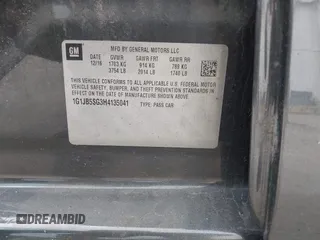 GM
MFD BY GENERAL MOTORS LLC
DATE GVWR GAWR FRT GAWR RR
12/16 1703 KG 914 KG 789 KG
3754 LB 2014 LB 1740 LB
THIS VEHICLE CONFORMS TO ALL APPLICABLE U.S. FEDERAL
MOTOR VEHICLE SAFETY, BUMPER, AND THEFT PREVENTION STANDARDS
IN EFFECT ON THE DATE OF MANUFACTURE SHOWN ABOVE.
1G1JB5SG3H4135041 TYPE: PASS CAR
DREAMBID